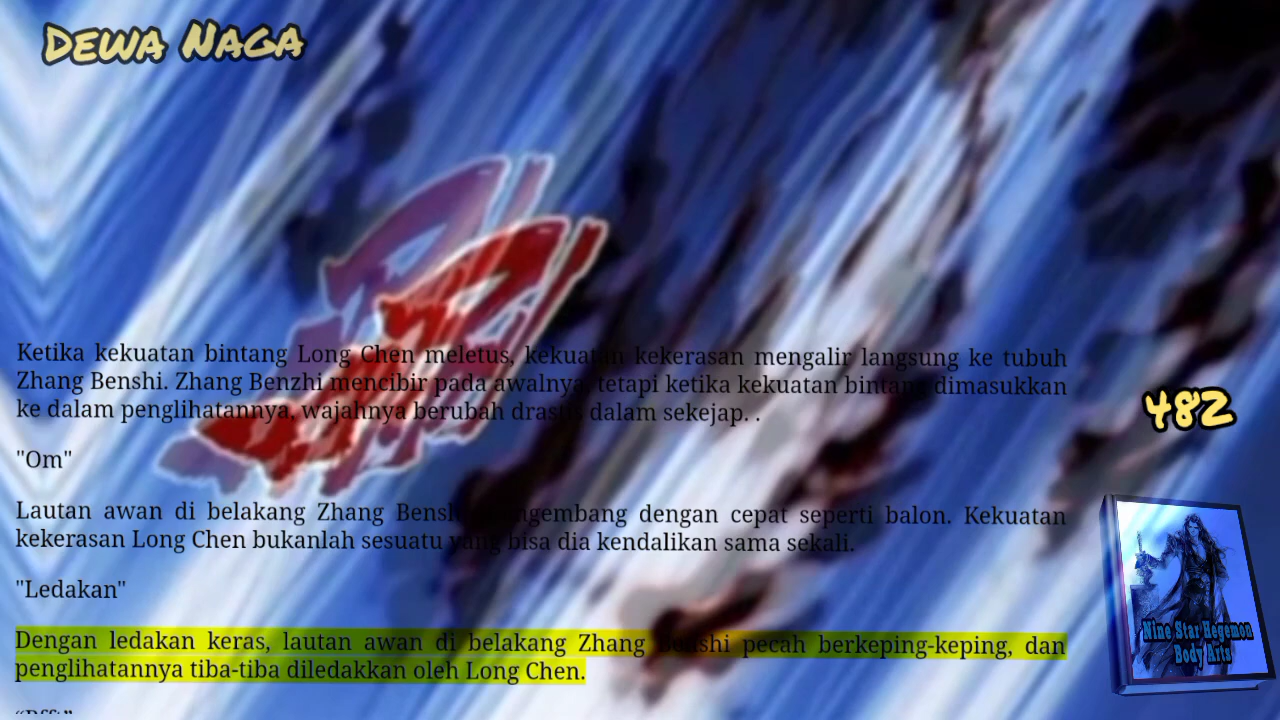 Dewa Naga
Ketika kekuatan bintang Long Chen meletus, kekuatan kekerasan mengalir langsung ke tubuh
Zhang Benshi. Zhang Benzhi mencibir pada awalnya, tetapi ketika kekuatan bintang dimasukkan
ke dalam penglihatannya, wajahnya berubah drastis dalam sekejap. .
"Om"
Lautan awan di belakang Zhang Benshi mengembang dengan cepat seperti balon. Kekuatan
kekerasan Long Chen bukanlah sesuatu yang bisa dia kendalikan sama sekali.
"Ledakan"
Dengan ledakan keras, lautan awan di belakang Zhang Benshi pecah berkeping-keping, dan
penglihatannya tiba-tiba diledakkan oleh Long Chen.
482
Nine Star Hegemon
Body Arts